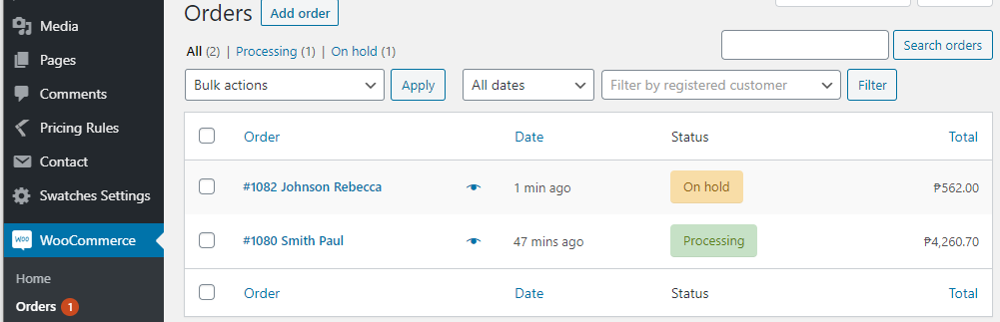 Media
Pages
Comments
Pricing Rules
Contact
Swatches Settings
WOO WooCommerce
Home
Orders 1
Orders Add order
All (2) | Processing (1) | On hold (1)
Search orders
Bulk actions Apply All dates Filter by registered customer Filter
Order Date Status Total
#1082 Johnson Rebecca 1 min ago On hold ₱562.00
#1080 Smith Paul 47 mins ago Processing ₱4,260.70
Order Date Status Total